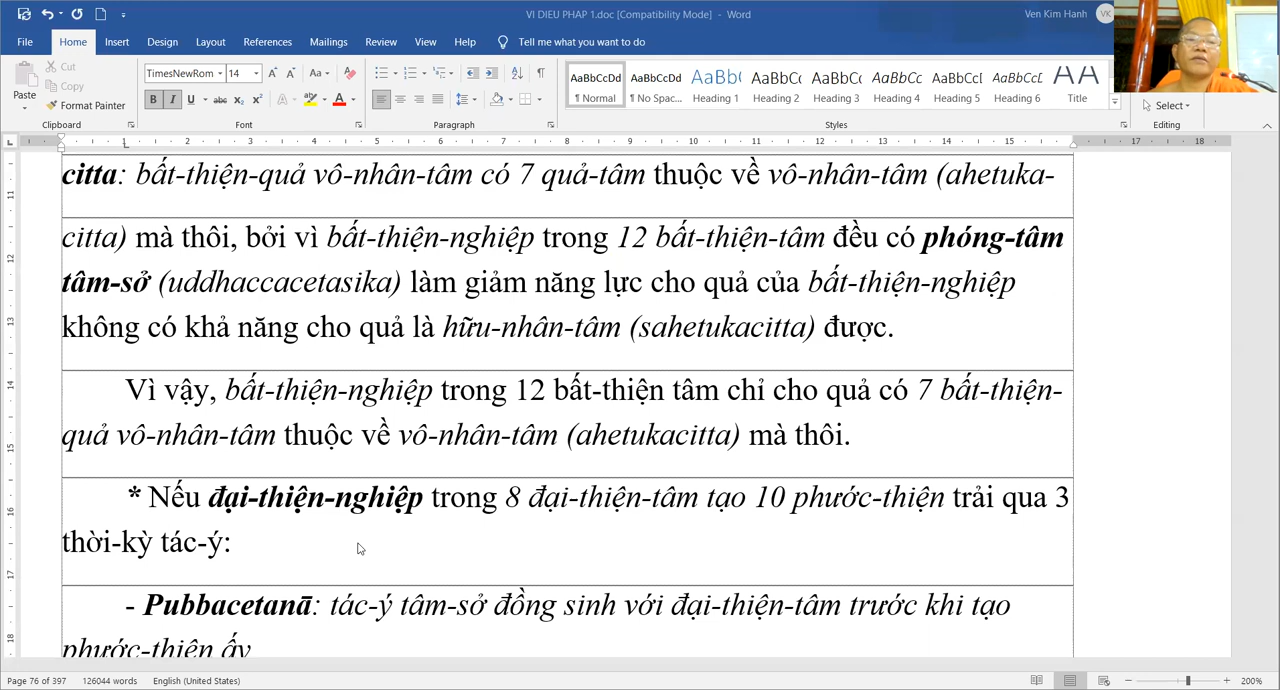 VI DIEU PHAP 1.doc [Compatibility Mode] - Word
Ven Kim Hanh
VK
File Home Insert Design Layout References Mailings Review View Help Tell me what you want to do
Paste
Cut
Copy
Format Painter
TimesNewRom 14
AaBbCcDd AaBbCcDd AaBbC AaBbCc AaBbCc AaBbCc AaBbCcI AaBbCcL AA
¶ Normal ¶ No Spac... Heading 1 Heading 2 Heading 3 Heading 4 Heading 5 Heading 6 Title
Select
Clipboard Font Paragraph Styles Editing
citta: bất-thiện-quả vô-nhân-tâm có 7 quả-tâm thuộc về vô-nhân-tâm (ahetuka-
citta) mà thôi, bởi vì bất-thiện-nghiệp trong 12 bất-thiện-tâm đều có phóng-tâm
tâm-sở (uddhaccacetasika) làm giảm năng lực cho quả của bất-thiện-nghiệp
không có khả năng cho quả là hữu-nhân-tâm (sahetukacitta) được.
Vì vậy, bất-thiện-nghiệp trong 12 bất-thiện tâm chỉ cho quả có 7 bất-thiện-
quả vô-nhân-tâm thuộc về vô-nhân-tâm (ahetukacitta) mà thôi.
* Nếu đại-thiện-nghiệp trong 8 đại-thiện-tâm tạo 10 phước-thiện trải qua 3
thời-kỳ tác-ý:
- Pubbacetanā: tác-ý tâm-sở đồng sinh với đại-thiện-tâm trước khi tạo
phước-thiện ấy
Page 76 of 397 126044 words English (United States) 200%